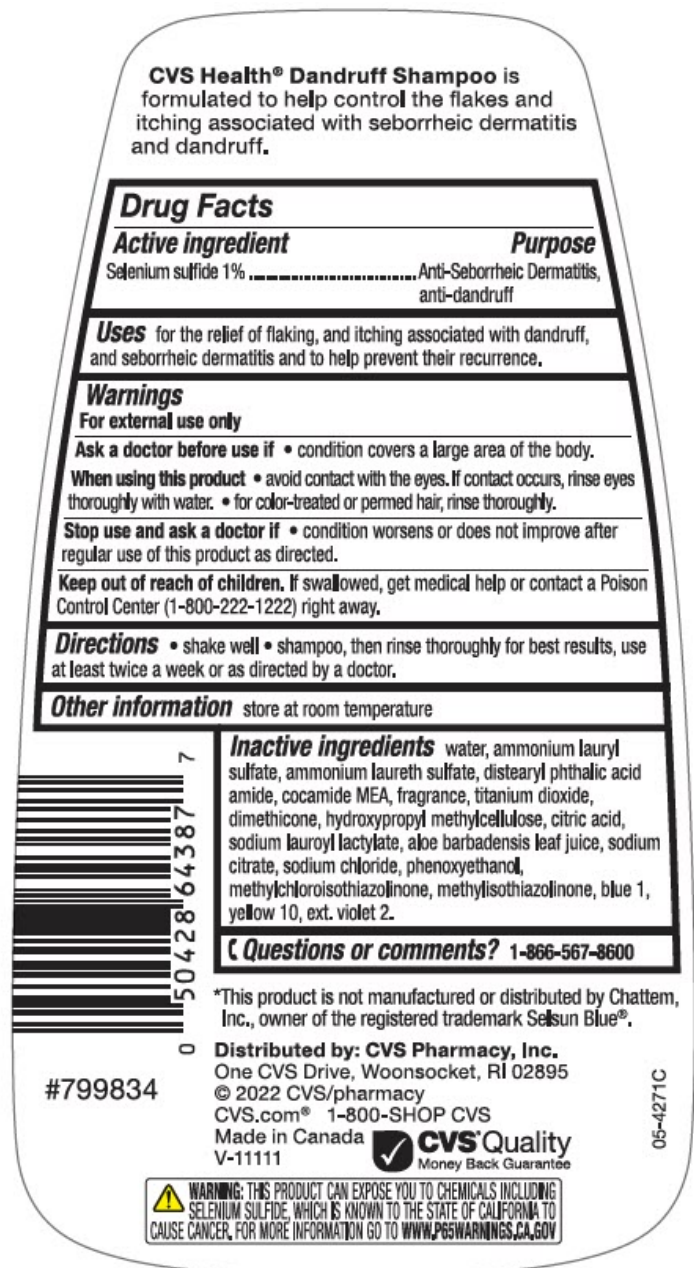 CVS Health® Dandruff Shampoo is
formulated to help control the flakes and
itching associated with seborrheic dermatitis
and dandruff.
Drug Facts
Active ingredient Purpose
Selenium sulfide 1% ........................................ Anti-Seborrheic Dermatitis,
anti-dandruff
Uses for the relief of flaking, and itching associated with dandruff,
and seborrheic dermatitis and to help prevent their recurrence.
Warnings
For external use only
Ask a doctor before use if • condition covers a large area of the body.
When using this product • avoid contact with the eyes. If contact occurs, rinse eyes
thoroughly with water. • for color-treated or permed hair, rinse thoroughly.
Stop use and ask a doctor if • condition worsens or does not improve after
regular use of this product as directed.
Keep out of reach of children. If swallowed, get medical help or contact a Poison
Control Center (1-800-222-1222) right away.
Directions • shake well • shampoo, then rinse thoroughly for best results, use
at least twice a week or as directed by a doctor.
Other information store at room temperature
Inactive ingredients water, ammonium lauryl
sulfate, ammonium laureth sulfate, distearyl phthalic acid
amide, cocamide MEA, fragrance, titanium dioxide,
dimethicone, hydroxypropyl methylcellulose, citric acid,
sodium lauroyl lactylate, aloe barbadensis leaf juice, sodium
citrate, sodium chloride, phenoxyethanol,
methylchloroisothiazolinone, methylisothiazolinone, blue 1,
yellow 10, ext. violet 2.
Questions or comments? 1-866-567-8600
0 50428 64387 7
*This product is not manufactured or distributed by Chattem,
Inc., owner of the registered trademark Selsun Blue®.
Distributed by: CVS Pharmacy, Inc.
One CVS Drive, Woonsocket, RI 02895
© 2022 CVS/pharmacy
CVS.com® 1-800-SHOP CVS
Made in Canada
V-11111
CVS® Quality
Money Back Guarantee
#799834
05-4271C
WARNING: THIS PRODUCT CAN EXPOSE YOU TO CHEMICALS INCLUDING
SELENIUM SULFIDE, WHICH IS KNOWN TO THE STATE OF CALIFORNIA TO
CAUSE CANCER. FOR MORE INFORMATION GO TO WWW.P65WARNINGS.CA.GOV